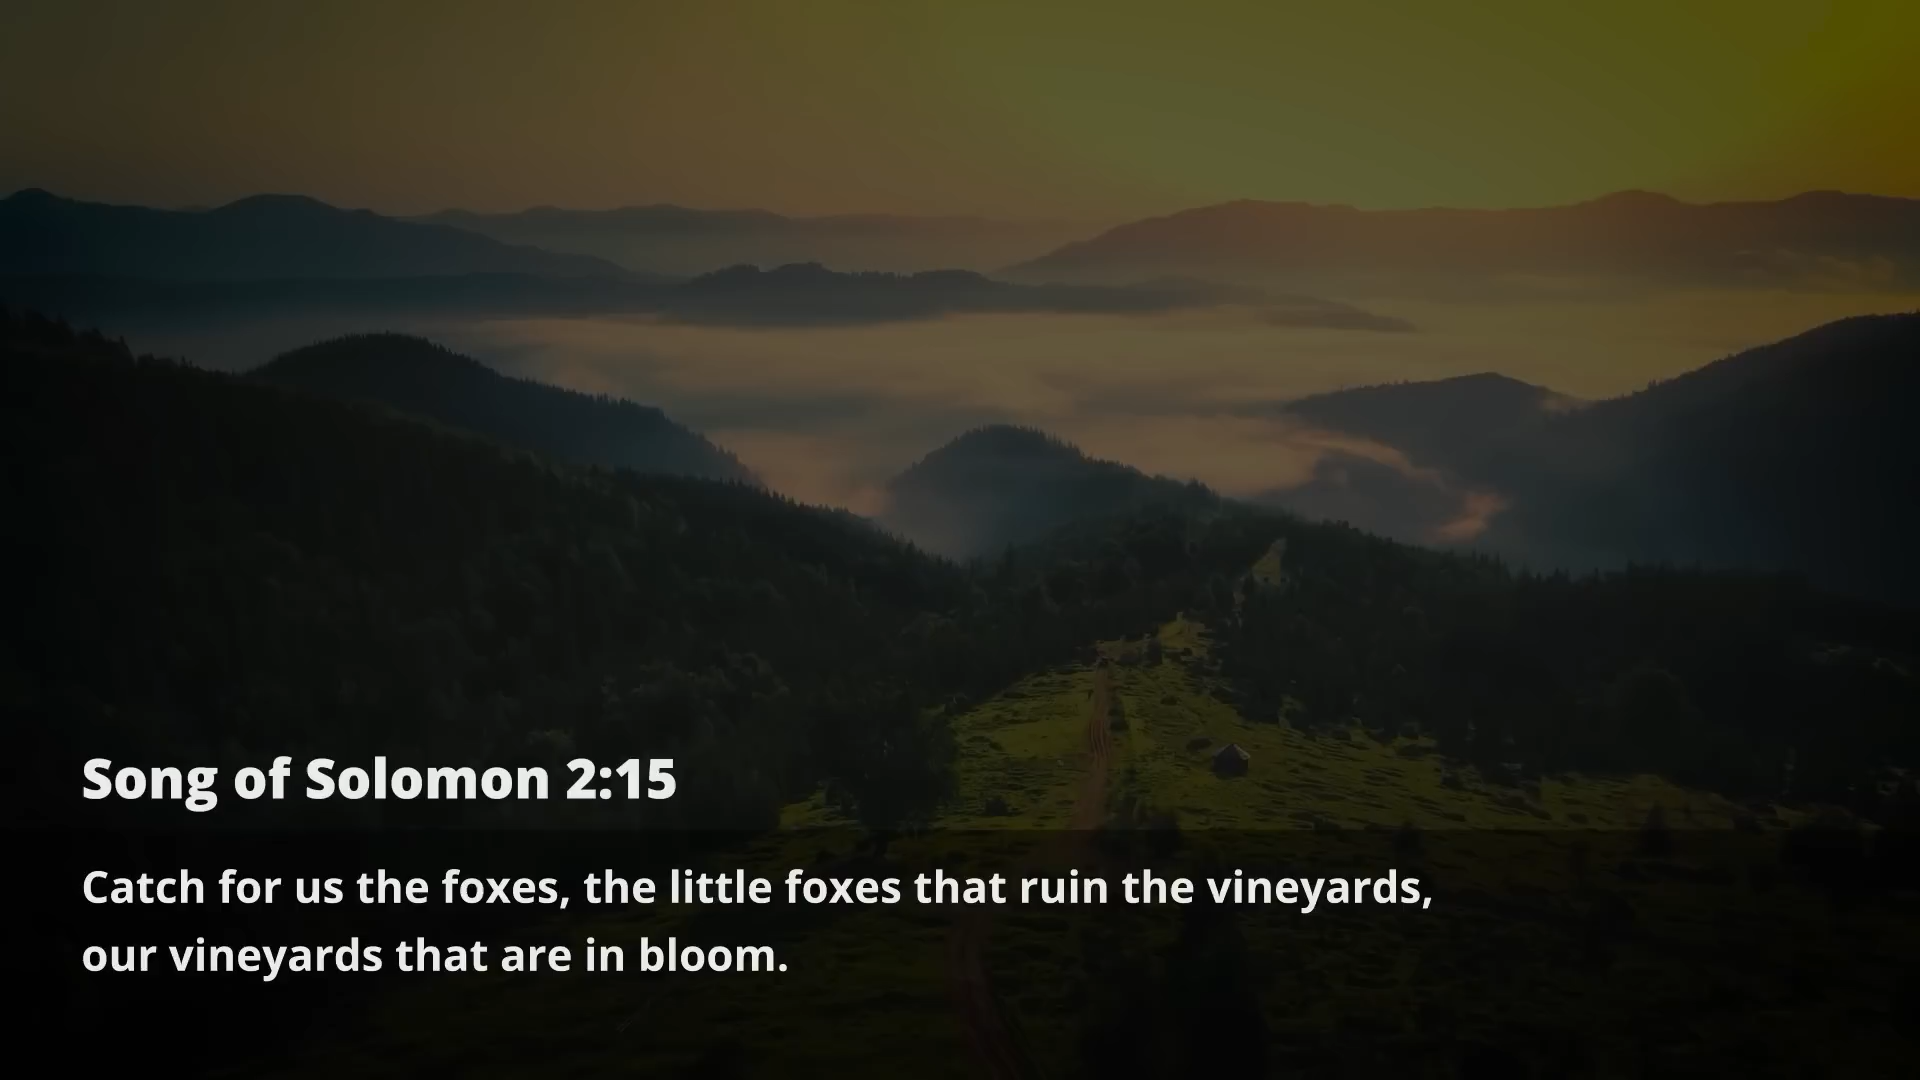 Song of Solomon 2:15
Catch for us the foxes, the little foxes that ruin the vineyards,
our vineyards that are in bloom.